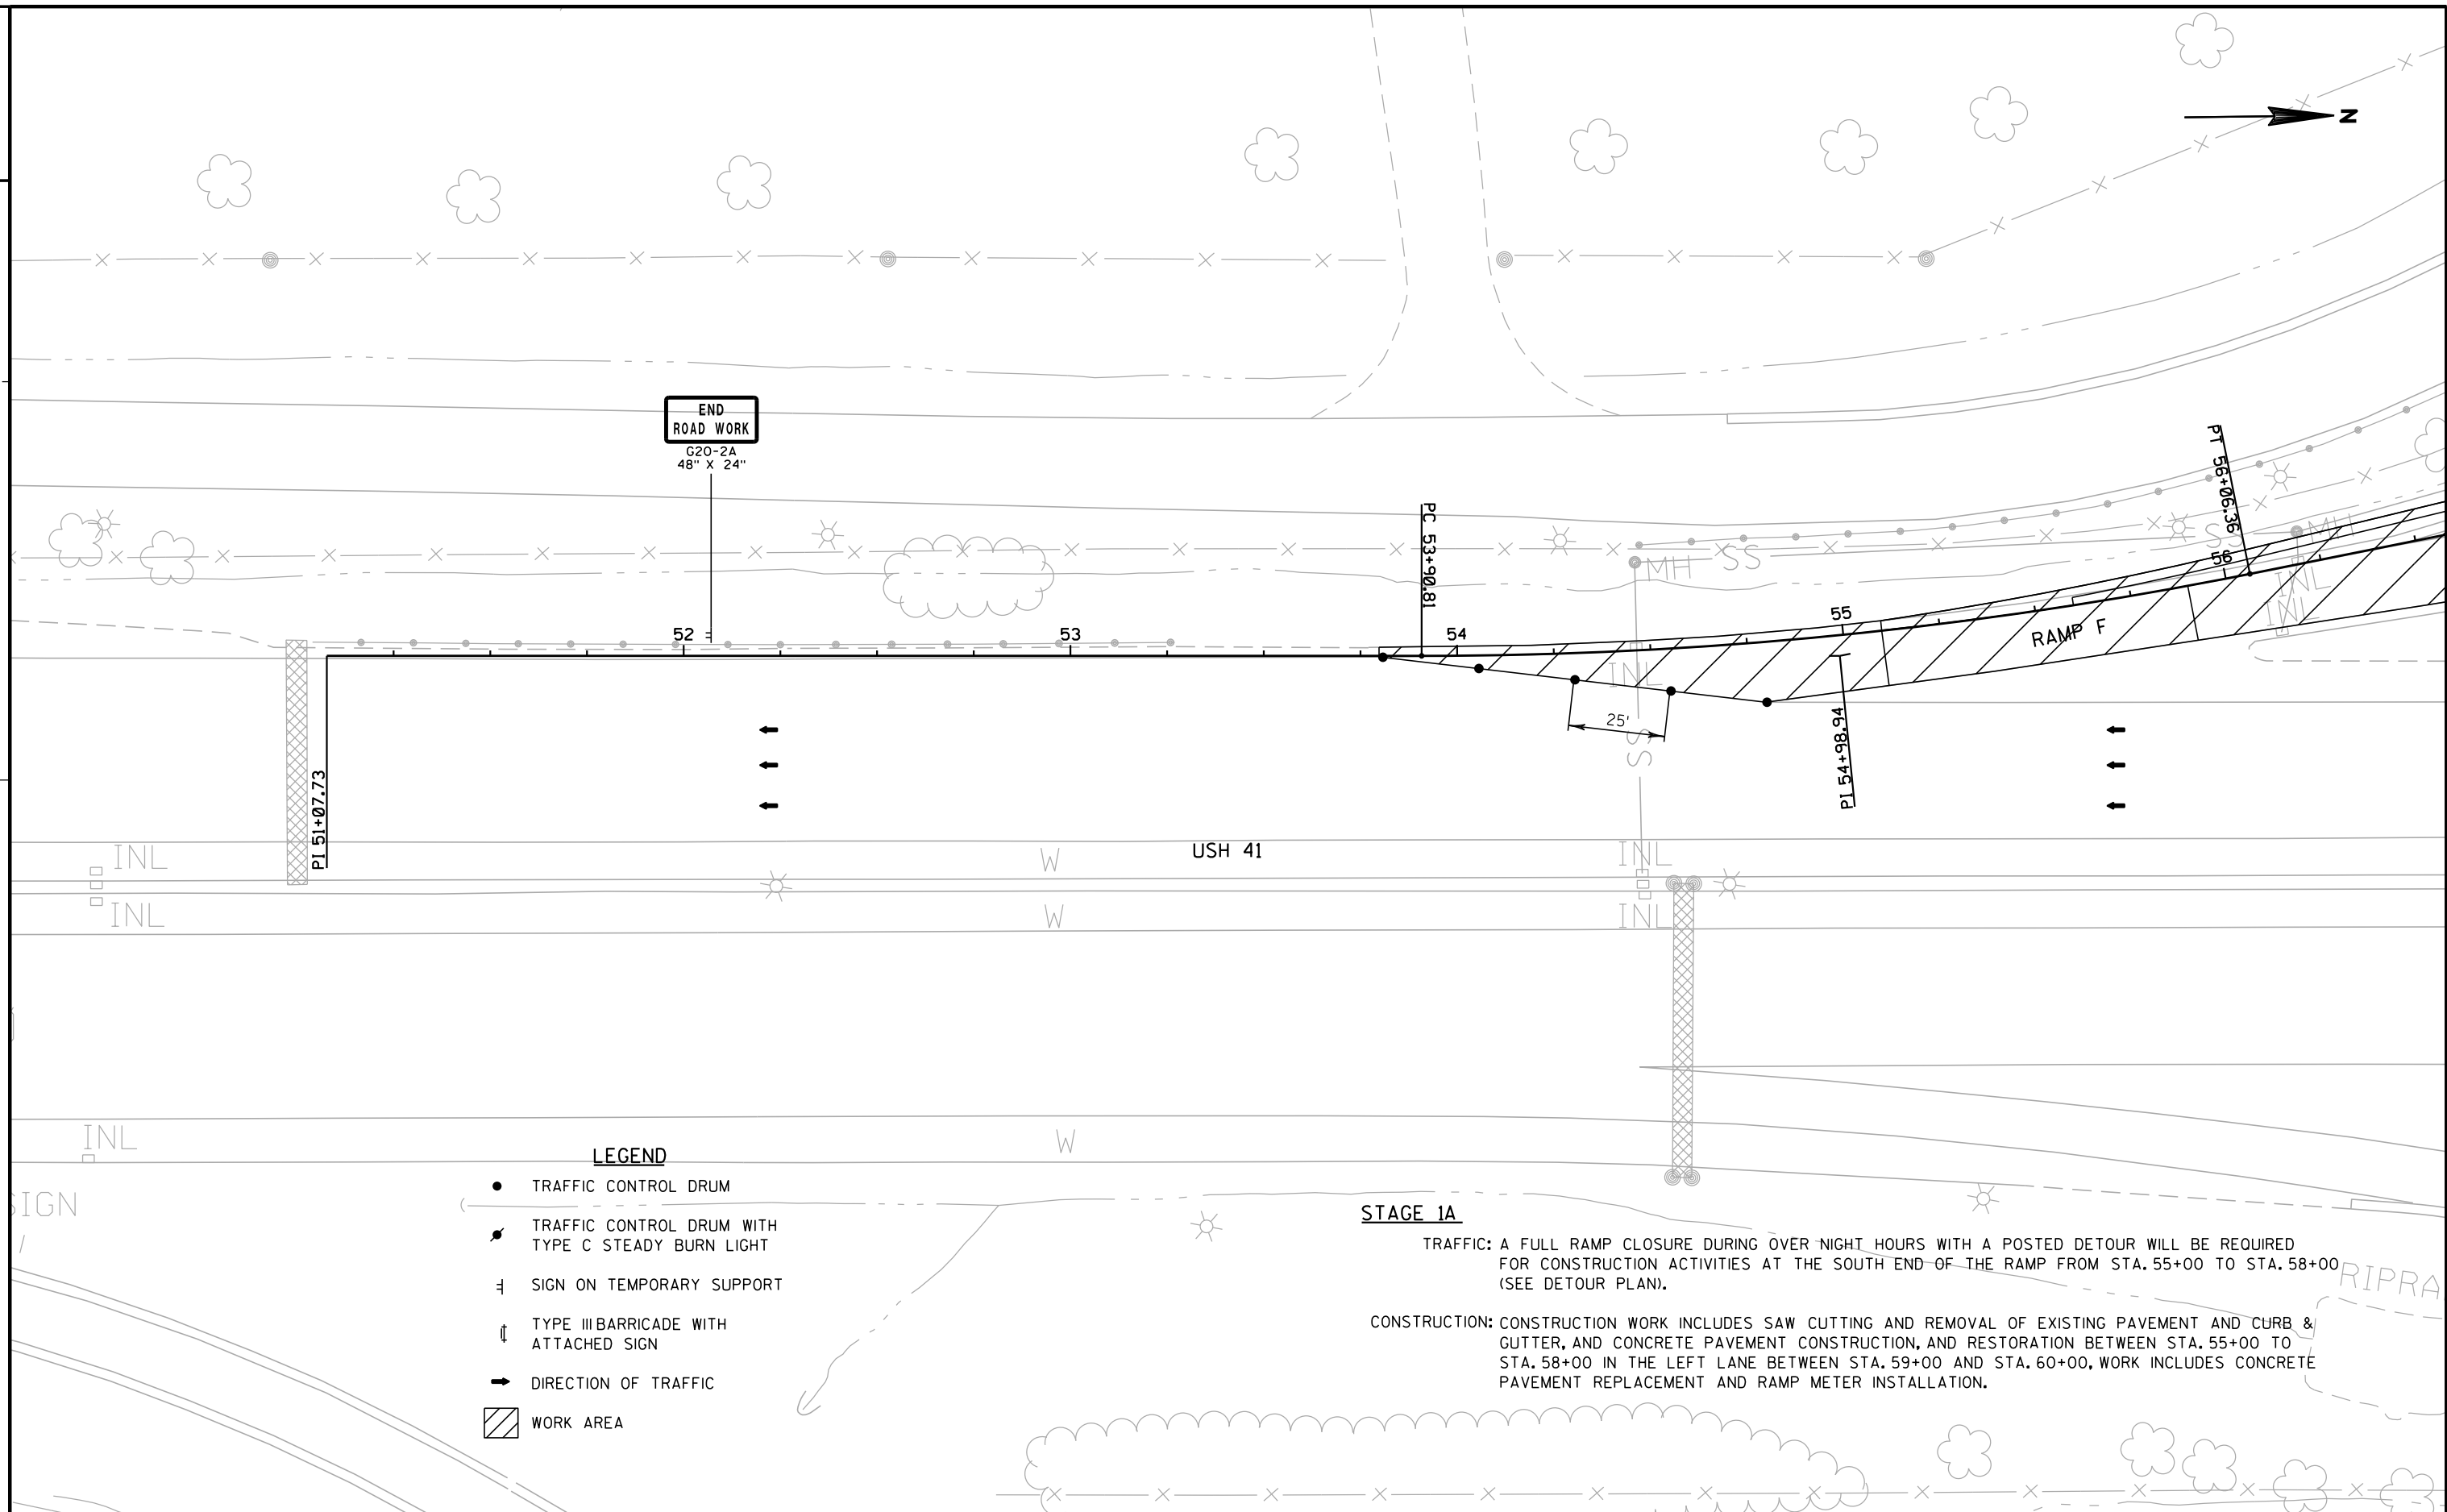 N
END
ROAD WORK
G20-2A
48" X 24"
PT 56+06.36
PC 53+90.81
MH SS
SS
MH
INL
INL
52
53
54
55
56
RAMP F
INL
25'
SS
PI 54+98.94
PI 51+07.73
INL
INL
W
W
USH 41
INL
INL
INL
W
SIGN
LEGEND
TRAFFIC CONTROL DRUM
TRAFFIC CONTROL DRUM WITH
TYPE C STEADY BURN LIGHT
SIGN ON TEMPORARY SUPPORT
TYPE III BARRICADE WITH
ATTACHED SIGN
DIRECTION OF TRAFFIC
WORK AREA
STAGE 1A
TRAFFIC: A FULL RAMP CLOSURE DURING OVER NIGHT HOURS WITH A POSTED DETOUR WILL BE REQUIRED
FOR CONSTRUCTION ACTIVITIES AT THE SOUTH END OF THE RAMP FROM STA. 55+00 TO STA. 58+00
(SEE DETOUR PLAN).
CONSTRUCTION: CONSTRUCTION WORK INCLUDES SAW CUTTING AND REMOVAL OF EXISTING PAVEMENT AND CURB &
GUTTER, AND CONCRETE PAVEMENT CONSTRUCTION, AND RESTORATION BETWEEN STA. 55+00 TO
STA. 58+00 IN THE LEFT LANE BETWEEN STA. 59+00 AND STA. 60+00, WORK INCLUDES CONCRETE
PAVEMENT REPLACEMENT AND RAMP METER INSTALLATION.
RIPRA